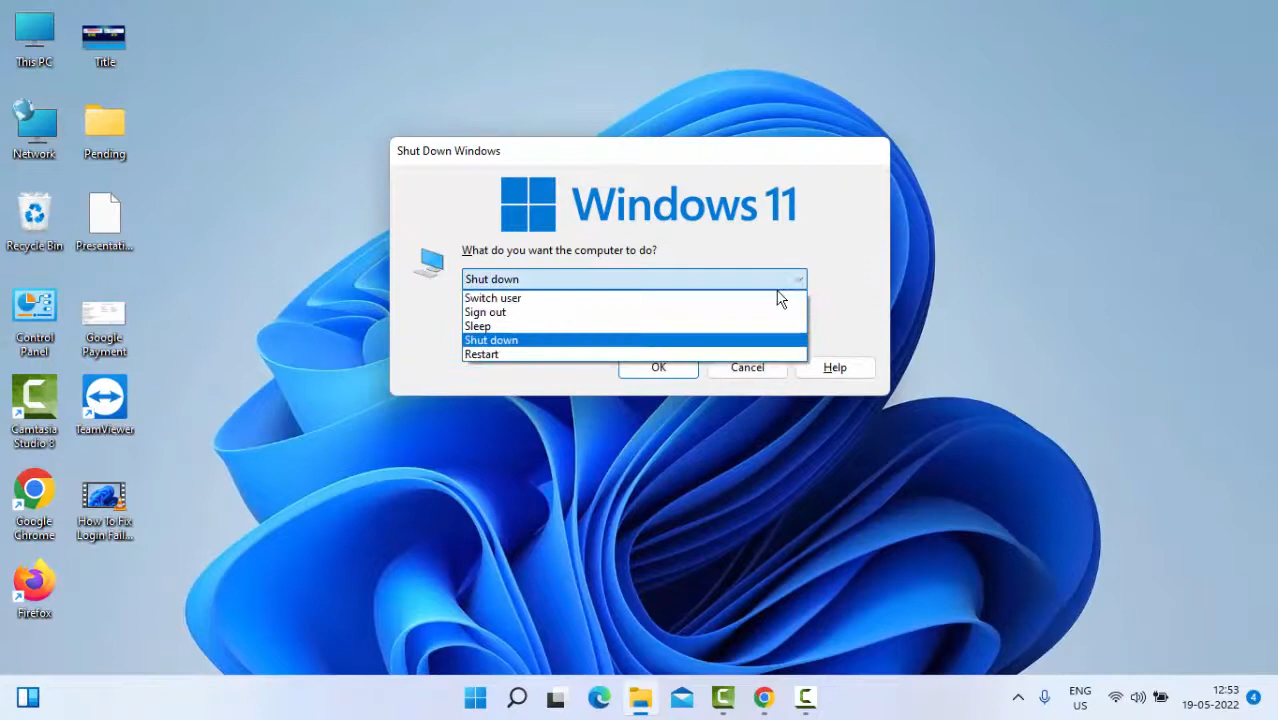 This PC
Title
Network
Pending
Recycle Bin
Presentati...
Control
Panel
Google
Payment
Camtasia
Studio 8
TeamViewer
Google
Chrome
How To Fix
Login Fail...
Firefox
Shut Down Windows
Windows 11
What do you want the computer to do?
Shut down
Switch user
Sign out
Sleep
Shut down
Restart
OK
Cancel
Help
ENG
US
12:53
19-05-2022
4